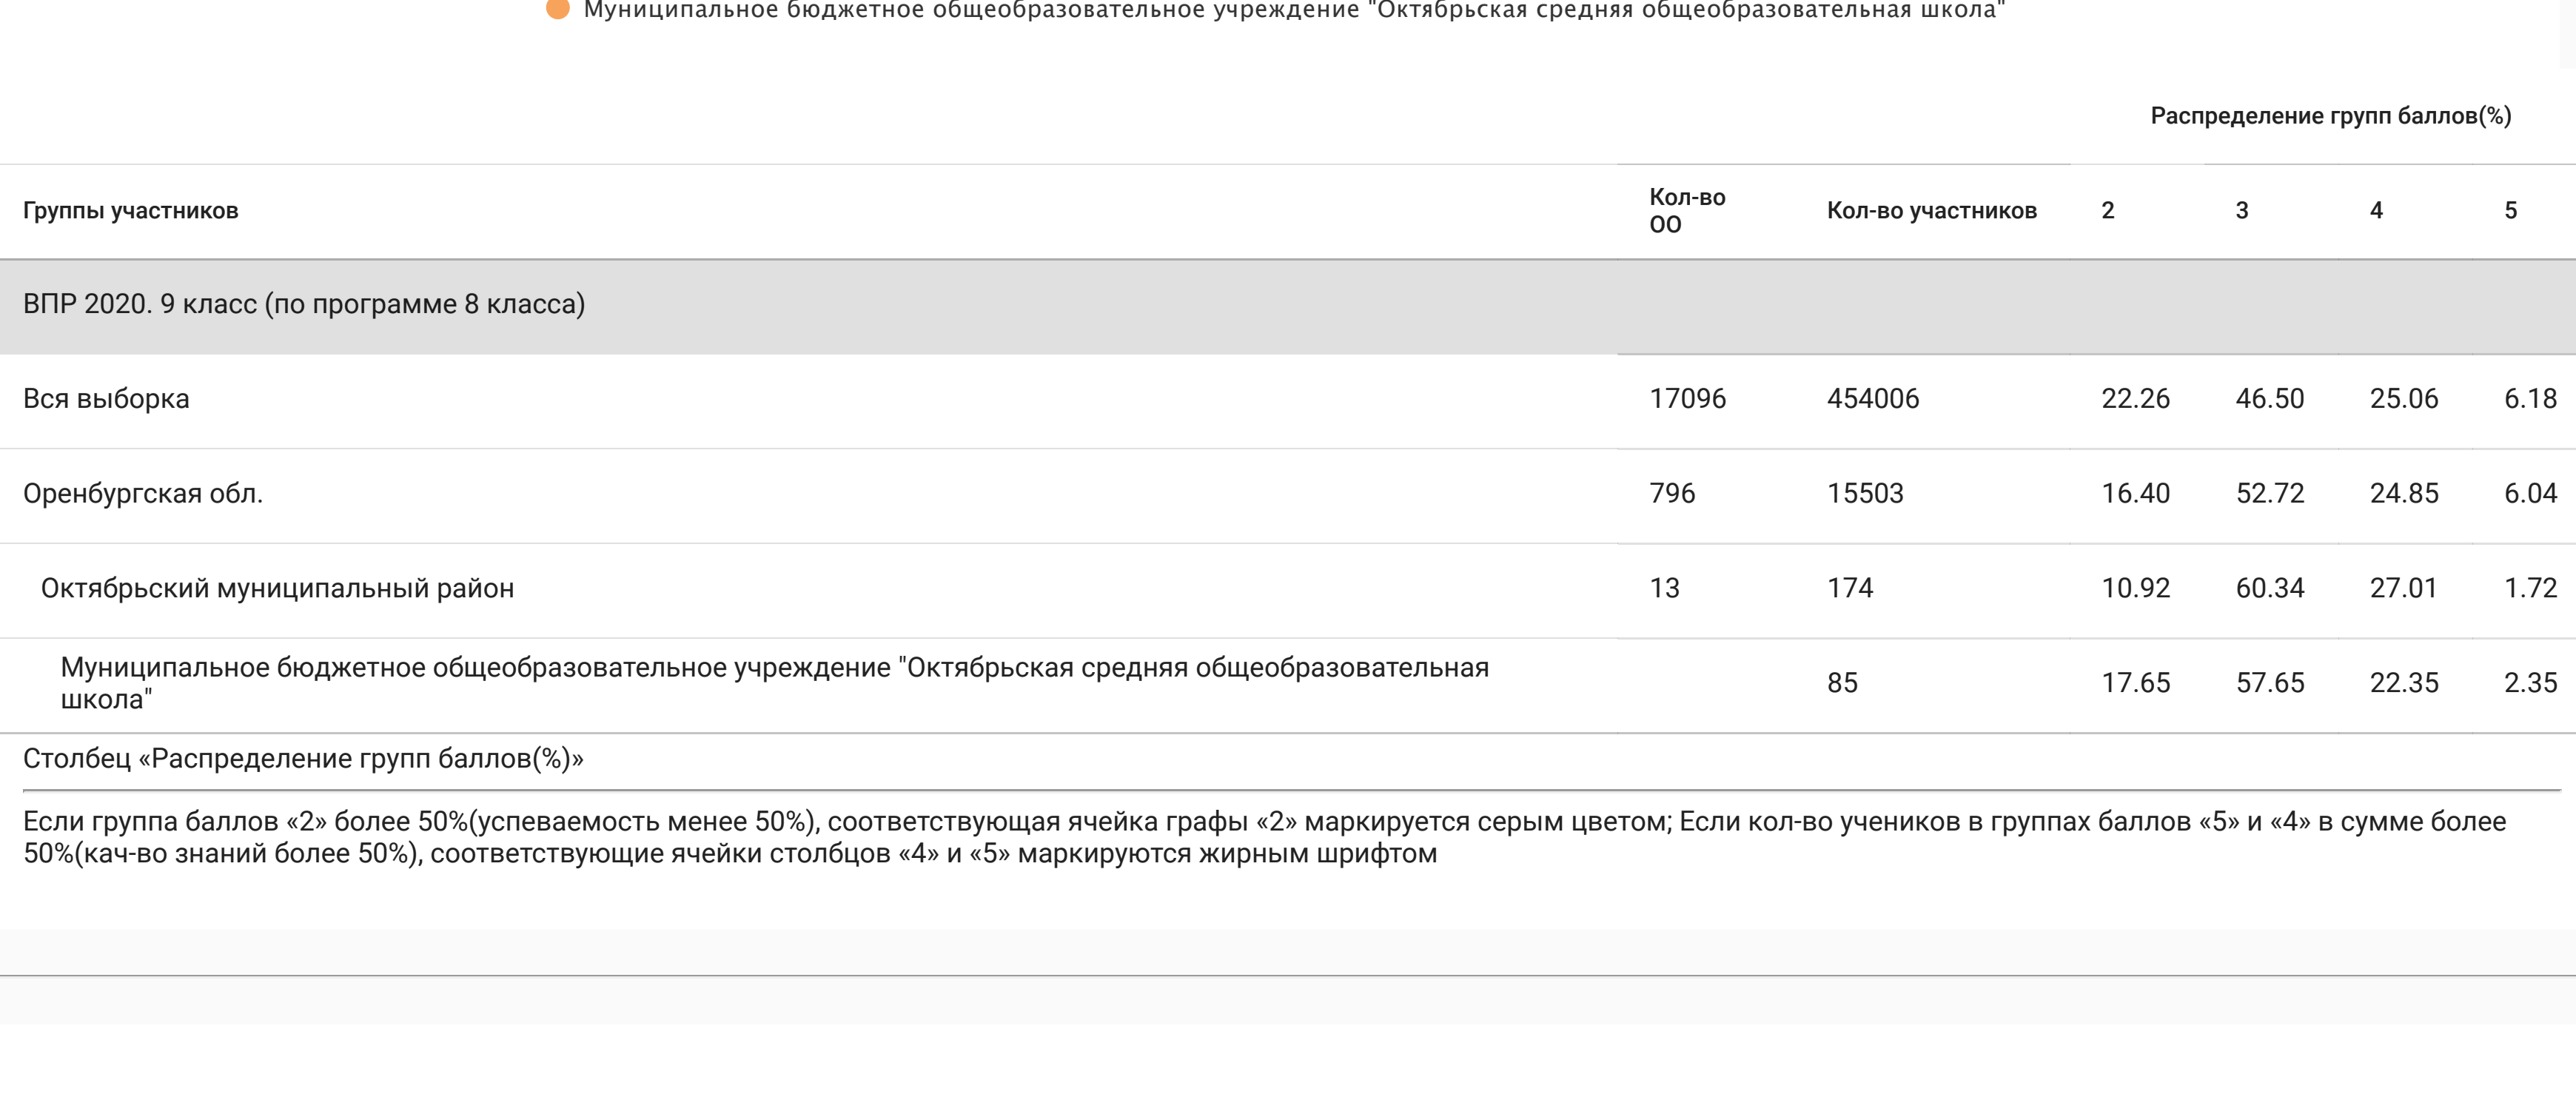 Муниципальное бюджетное общеобразовательное учреждение "Октябрьская средняя общеобразовательная школа"
Распределение групп баллов(%)
Группы участников Кол-во ОО Кол-во участников 2 3 4 5
ВПР 2020. 9 класс (по программе 8 класса)
Вся выборка 17096 454006 22.26 46.50 25.06 6.18
Оренбургская обл. 796 15503 16.40 52.72 24.85 6.04
Октябрьский муниципальный район 13 174 10.92 60.34 27.01 1.72
Муниципальное бюджетное общеобразовательное учреждение "Октябрьская средняя общеобразовательная
школа" 85 17.65 57.65 22.35 2.35
Столбец «Распределение групп баллов(%)»
Если группа баллов «2» более 50%(успеваемость менее 50%), соответствующая ячейка графы «2» маркируется серым цветом; Если кол-во учеников в группах баллов «5» и «4» в сумме более
50%(кач-во знаний более 50%), соответствующие ячейки столбцов «4» и «5» маркируются жирным шрифтом